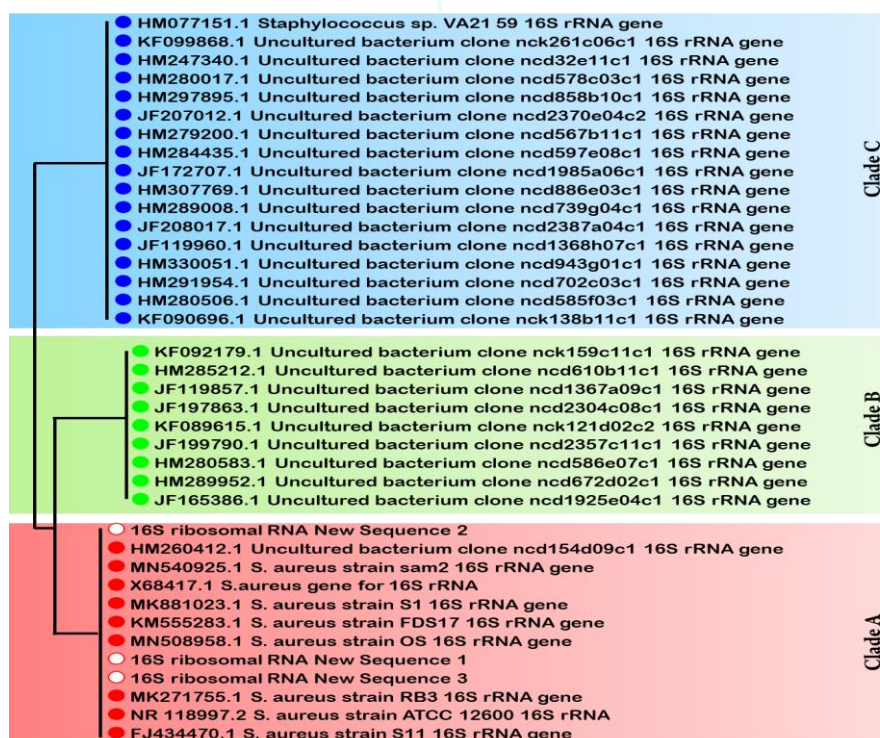 HM077151.1 Staphylococcus sp. VA21 59 16S rRNA gene
KF099868.1 Uncultured bacterium clone nck261c06c1 16S rRNA gene
HM247340.1 Uncultured bacterium clone ncd32e11c1 16S rRNA gene
HM280017.1 Uncultured bacterium clone ncd578c03c1 16S rRNA gene
HM297895.1 Uncultured bacterium clone ncd858b10c1 16S rRNA gene
JF207012.1 Uncultured bacterium clone ncd2370e04c2 16S rRNA gene
HM279200.1 Uncultured bacterium clone ncd567b11c1 16S rRNA gene
HM284435.1 Uncultured bacterium clone ncd597e08c1 16S rRNA gene
JF172707.1 Uncultured bacterium clone ncd1985a06c1 16S rRNA gene
HM307769.1 Uncultured bacterium clone ncd886e03c1 16S rRNA gene
HM289008.1 Uncultured bacterium clone ncd739g04c1 16S rRNA gene
JF208017.1 Uncultured bacterium clone ncd2387a04c1 16S rRNA gene
JF119960.1 Uncultured bacterium clone ncd1368h07c1 16S rRNA gene
HM330051.1 Uncultured bacterium clone ncd943g01c1 16S rRNA gene
HM291954.1 Uncultured bacterium clone ncd702c03c1 16S rRNA gene
HM280506.1 Uncultured bacterium clone ncd585f03c1 16S rRNA gene
KF090696.1 Uncultured bacterium clone nck138b11c1 16S rRNA gene
Clade C
KF092179.1 Uncultured bacterium clone nck159c11c1 16S rRNA gene
HM285212.1 Uncultured bacterium clone ncd610b11c1 16S rRNA gene
JF119857.1 Uncultured bacterium clone ncd1367a09c1 16S rRNA gene
JF197863.1 Uncultured bacterium clone ncd2304c08c1 16S rRNA gene
KF089615.1 Uncultured bacterium clone nck121d02c2 16S rRNA gene
JF199790.1 Uncultured bacterium clone ncd2357c11c1 16S rRNA gene
HM280583.1 Uncultured bacterium clone ncd586e07c1 16S rRNA gene
HM289952.1 Uncultured bacterium clone ncd672d02c1 16S rRNA gene
JF165386.1 Uncultured bacterium clone ncd1925e04c1 16S rRNA gene
Clade B
16S ribosomal RNA New Sequence 2
HM260412.1 Uncultured bacterium clone ncd154d09c1 16S rRNA gene
MN540925.1 S. aureus strain sam2 16S rRNA gene
X68417.1 S.aureus gene for 16S rRNA
MK881023.1 S. aureus strain S1 16S rRNA gene
KM555283.1 S. aureus strain FDS17 16S rRNA gene
MN508958.1 S. aureus strain OS 16S rRNA gene
16S ribosomal RNA New Sequence 1
16S ribosomal RNA New Sequence 3
MK271755.1 S. aureus strain RB3 16S rRNA gene
NR 118997.2 S. aureus strain ATCC 12600 16S rRNA
FJ434470.1 S. aureus strain S11 16S rRNA gene
Clade A